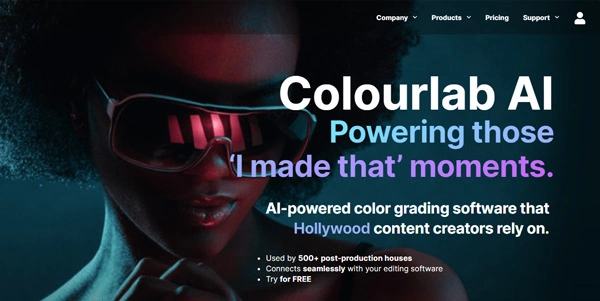 Company Products Pricing Support
Colourlab AI
Powering those
‘I made that’ moments.
AI-powered color grading software that
Hollywood content creators rely on.
• Used by 500+ post-production houses
• Connects seamlessly with your editing software
• Try for FREE